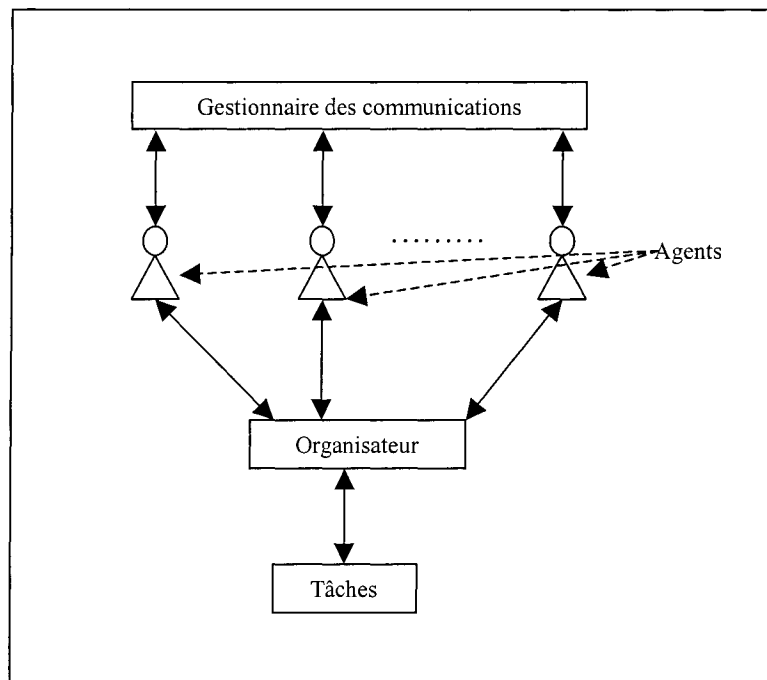 Gestionnaire des communications
.........
Agents
Organisateur
Tâches